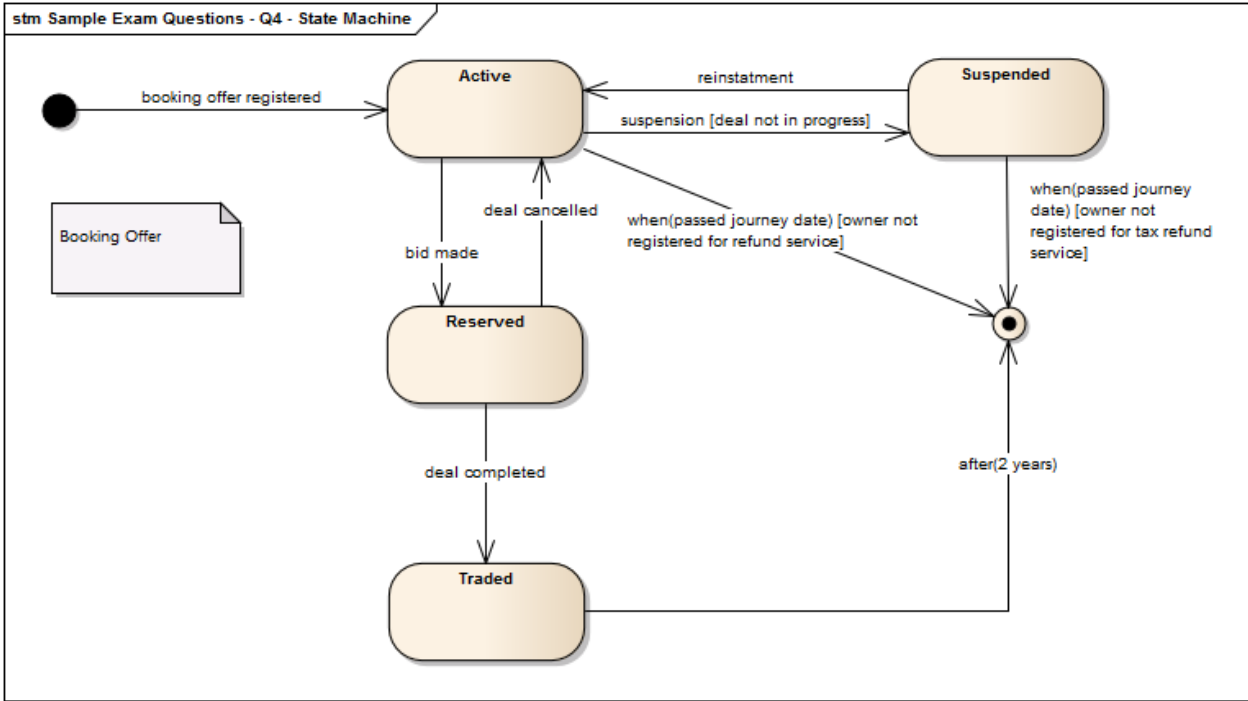 stm Sample Exam Questions - Q4 - State Machine
Active
Suspended
reinstatment
booking offer registered
suspension [deal not in progress]
when(passed journey
date) [owner not
registered for tax refund
service]
deal cancelled
when(passed journey date) [owner not
registered for refund service]
Booking Offer
bid made
Reserved
deal completed
after(2 years)
Traded